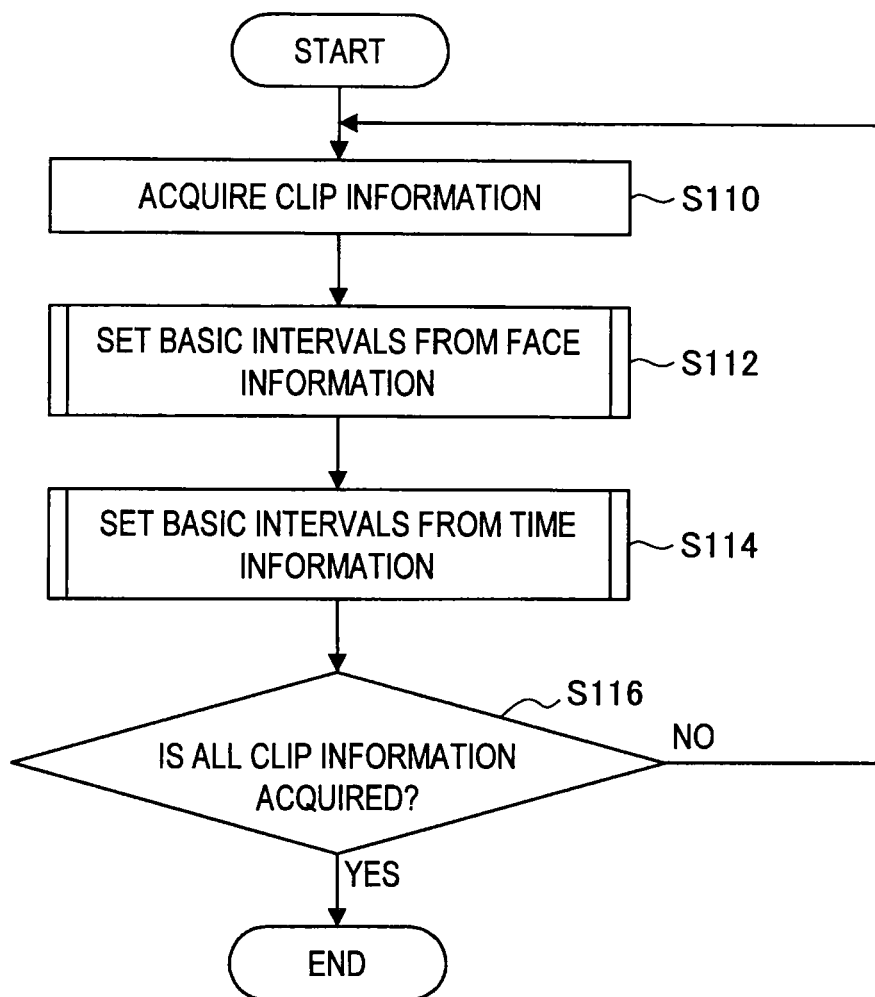 START
ACQUIRE CLIP INFORMATION
S110
SET BASIC INTERVALS FROM FACE
INFORMATION
S112
SET BASIC INTERVALS FROM TIME
INFORMATION
S114
S116
IS ALL CLIP INFORMATION
ACQUIRED?
NO
YES
END